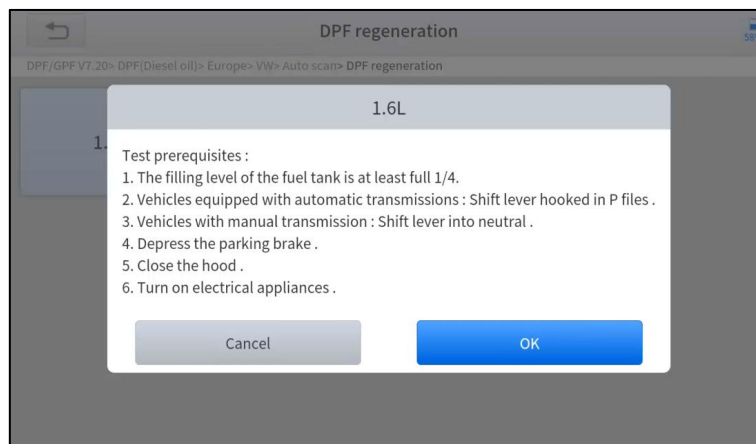 DPF regeneration
DPF/GPF V7.20> DPF(Diesel oil)> Europe> VW> Auto scan> DPF regeneration
1.6L
1.
Test prerequisites :
1. The filling level of the fuel tank is at least full 1/4.
2. Vehicles equipped with automatic transmissions : Shift lever hooked in P files .
3. Vehicles with manual transmission : Shift lever into neutral .
4. Depress the parking brake .
5. Close the hood .
6. Turn on electrical appliances .
Cancel
OK